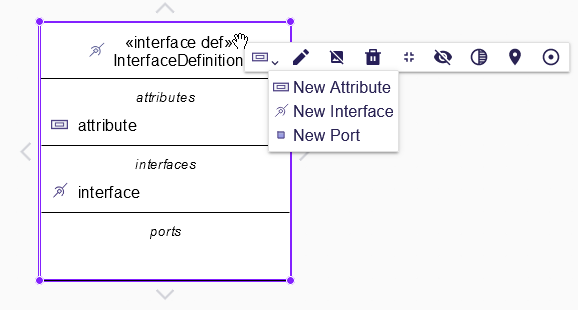 «interface def»
InterfaceDefinition
attributes
attribute
interfaces
interface
ports
New Attribute
New Interface
New Port